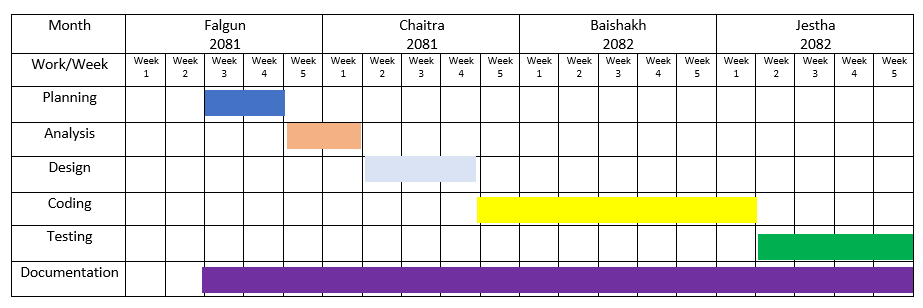 Month Falgun Chaitra Baishakh Jestha
2081 2081 2082 2082
Work/Week Week Week Week Week Week Week Week Week Week Week Week Week Week Week Week Week Week Week Week Week
1 2 3 4 5 1 2 3 4 5 1 2 3 4 5 1 2 3 4 5
Planning
Analysis
Design
Coding
Testing
Documentation